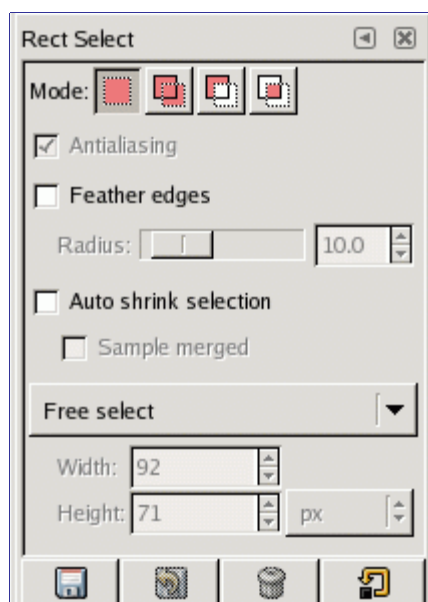 Rect Select
Mode:
Antialiasing
Feather edges
Radius: 10.0
Auto shrink selection
Sample merged
Free select
Width: 92
Height: 71 px